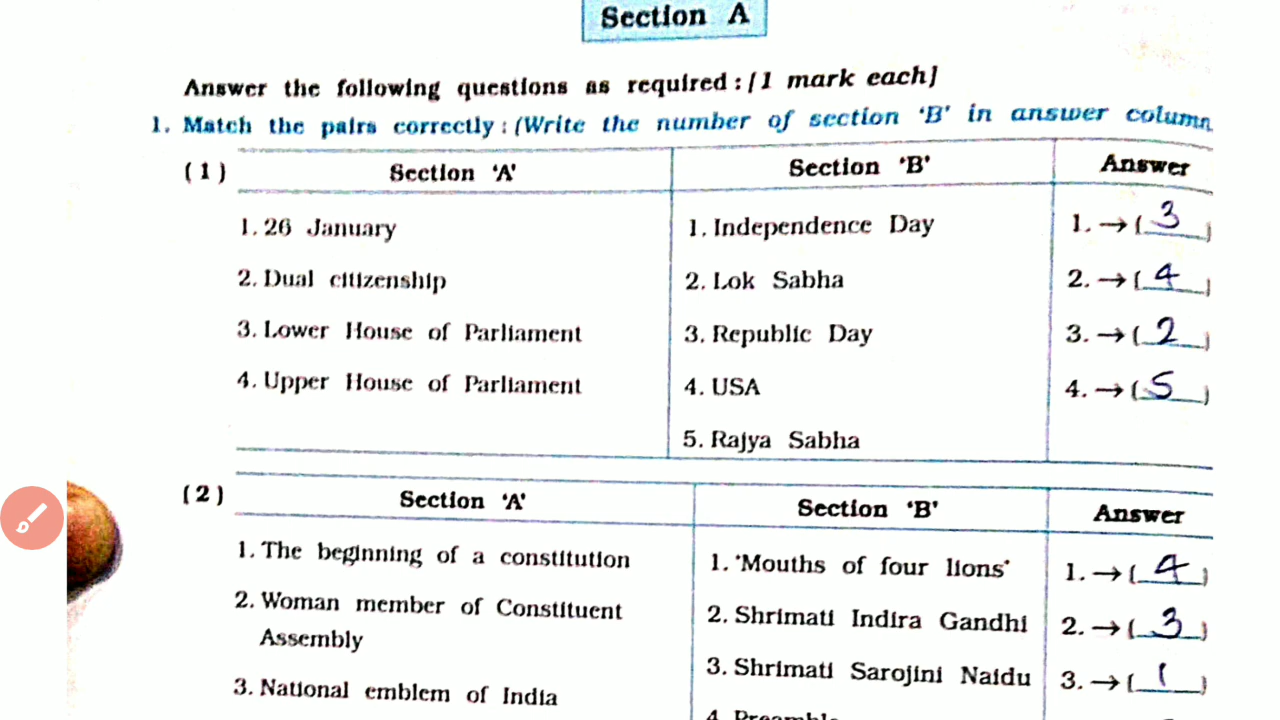 Section A
Answer the following questions as required : [1 mark each]
1. Match the pairs correctly : (Write the number of section 'B' in answer column
(1) Section 'A' Section 'B' Answer
1. 26 January 1. Independence Day 1. → (3)
2. Dual citizenship 2. Lok Sabha 2. → (4)
3. Lower House of Parliament 3. Republic Day 3. → (2)
4. Upper House of Parliament 4. USA 4. → (5)
5. Rajya Sabha
(2) Section 'A' Section 'B' Answer
1. The beginning of a constitution 1. 'Mouths of four lions' 1. → (4)
2. Woman member of Constituent 2. Shrimati Indira Gandhi 2. → (3)
Assembly
3. National emblem of India 3. Shrimati Sarojini Naidu 3. → (1)
4. Preamble